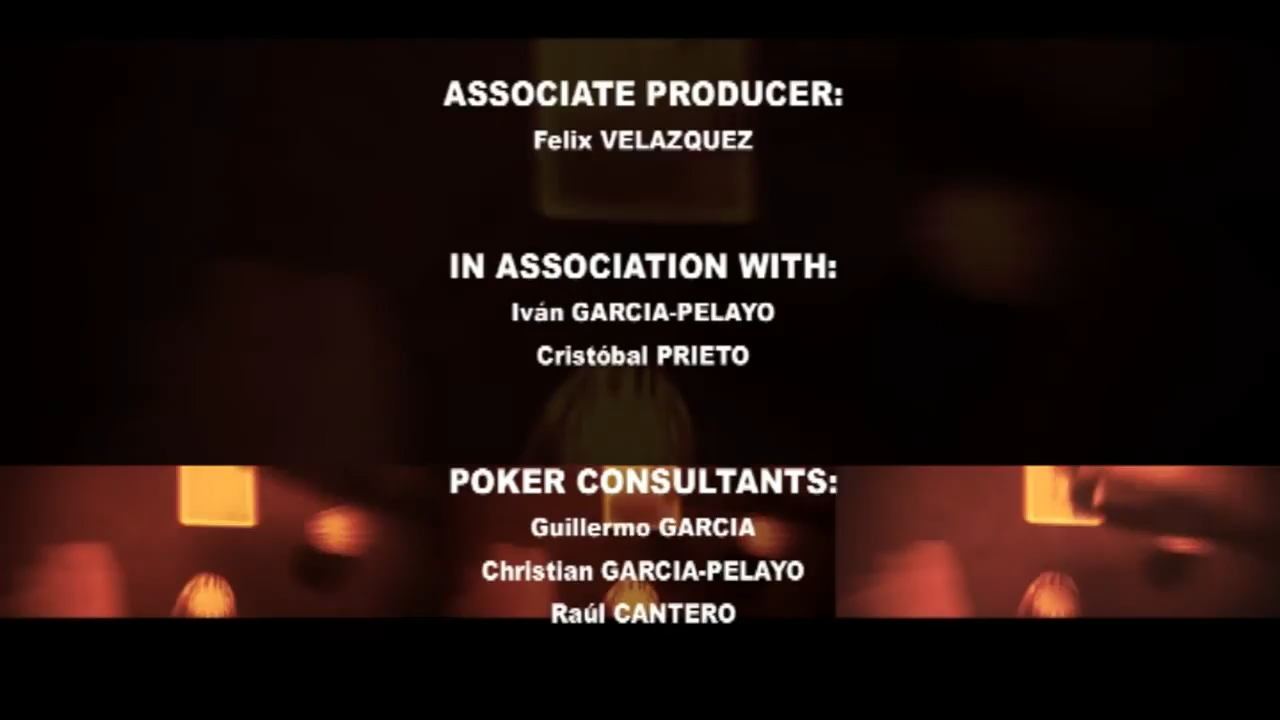 ASSOCIATE PRODUCER:
Felix VELAZQUEZ
IN ASSOCIATION WITH:
Iván GARCIA-PELAYO
Cristóbal PRIETO
POKER CONSULTANTS:
Guillermo GARCIA
Christian GARCIA-PELAYO
Raúl CANTERO